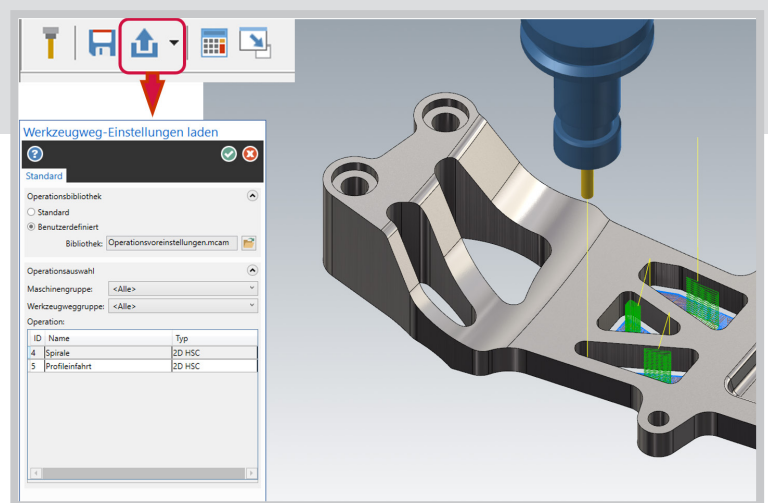 Werkzeugweg-Einstellungen laden
Standard
Operationsbibliothek
Standard
Benutzerdefiniert
Bibliothek: Operationsvoreinstellungen.mcam
Operationsauswahl
Maschinengruppe: <Alle>
Werkzeugweggruppe: <Alle>
Operation:
ID Name Typ
4 Spirale 2D HSC
5 Profileinfahrt 2D HSC